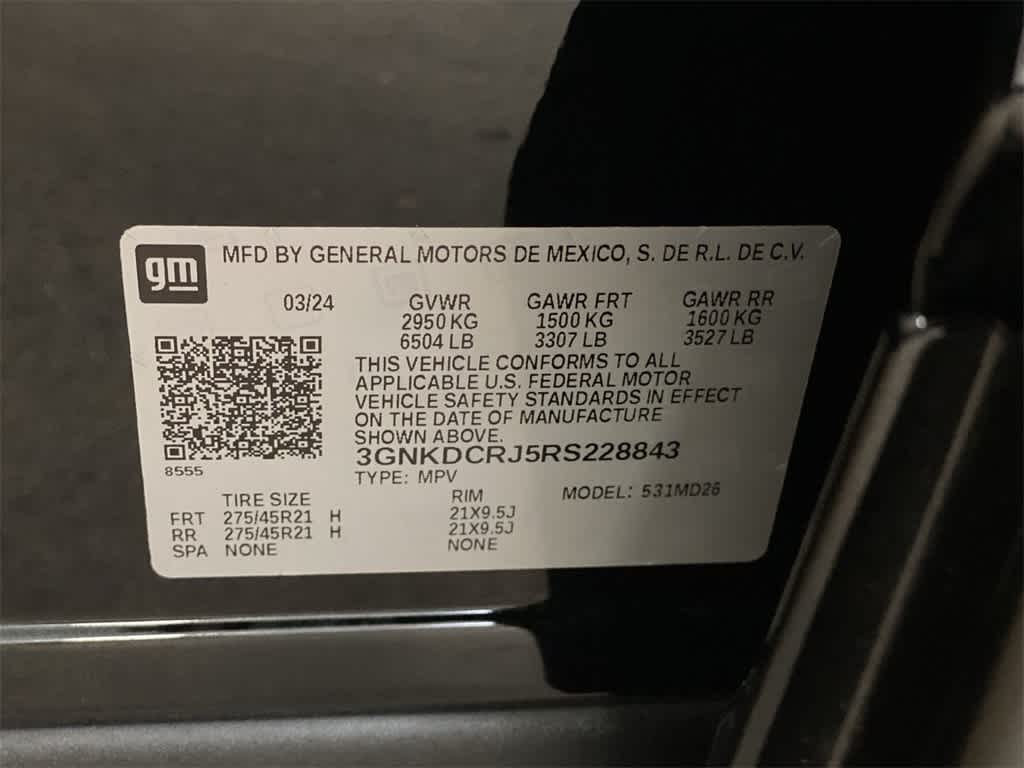 gm
MFD BY GENERAL MOTORS DE MEXICO, S. DE R.L. DE C.V.
03/24 GVWR GAWR FRT GAWR RR
2950 KG 1500 KG 1600 KG
6504 LB 3307 LB 3527 LB
THIS VEHICLE CONFORMS TO ALL
APPLICABLE U.S. FEDERAL MOTOR
VEHICLE SAFETY STANDARDS IN EFFECT
ON THE DATE OF MANUFACTURE
SHOWN ABOVE.
3GNKDCRJ5RS228843
8555
TYPE: MPV
MODEL: 531MD26
TIRE SIZE RIM
FRT 275/45R21 H 21X9.5J
RR 275/45R21 H 21X9.5J
SPA NONE NONE